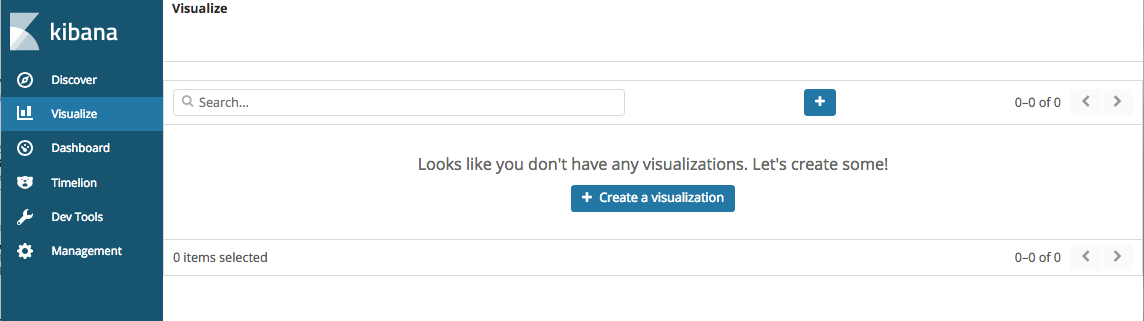 kibana
Discover
Visualize
Dashboard
Timelion
Dev Tools
Management
Visualize
Search...
0–0 of 0
Looks like you don't have any visualizations. Let's create some!
Create a visualization
0 items selected
0–0 of 0